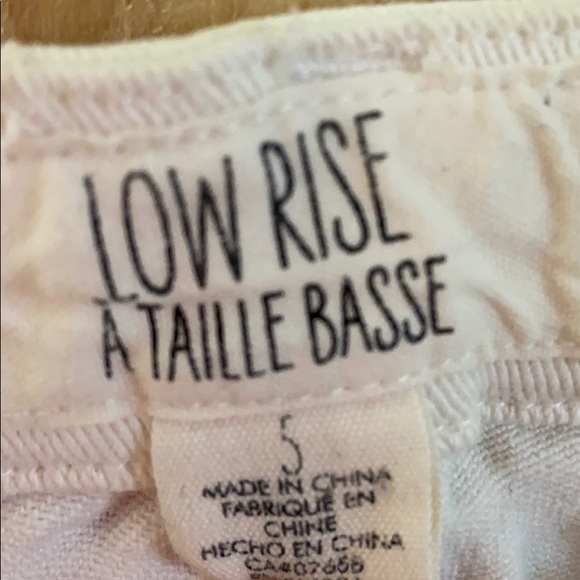 LOW RISE
À TAILLE BASSE
5
MADE IN CHINA
FABRIQUÉ EN
CHINE
HECHO EN CHINA